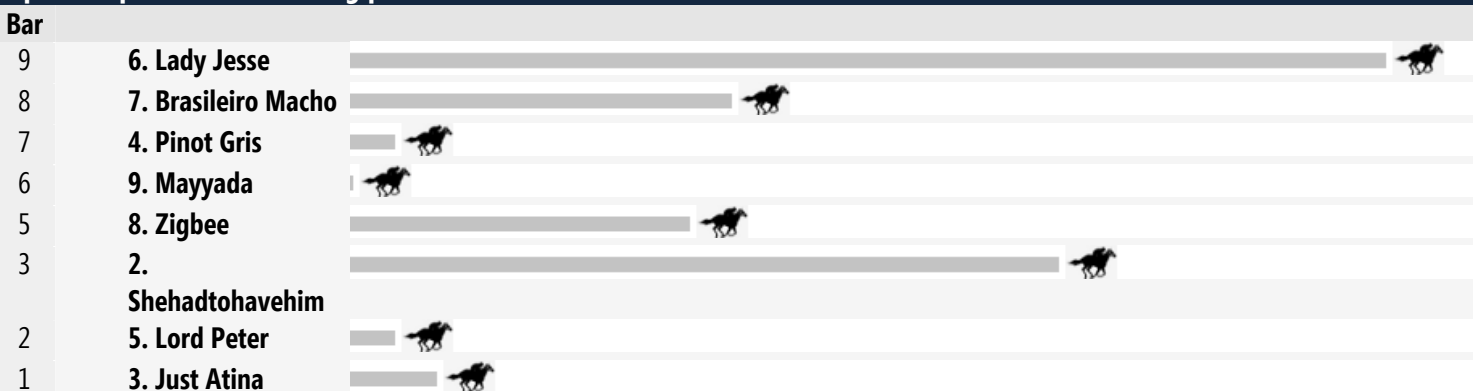 Bar
9 6. Lady Jesse
8 7. Brasileiro Macho
7 4. Pinot Gris
6 9. Mayyada
5 8. Zigbee
3 2.
Shehadtohavehim
2 5. Lord Peter
1 3. Just Atina